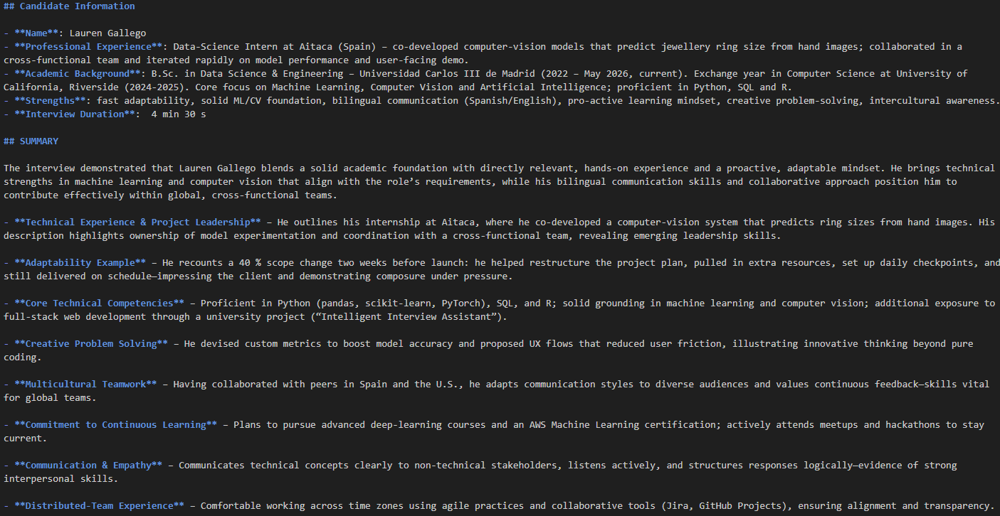 ## Candidate Information
- **Name**: Lauren Gallego
- **Professional Experience**: Data-Science Intern at Aitaca (Spain) – co-developed computer-vision models that predict jewellery ring size from hand images; collaborated in a
cross-functional team and iterated rapidly on model performance and user-facing demo.
- **Academic Background**: B.Sc. in Data Science & Engineering – Universidad Carlos III de Madrid (2022 – May 2026, current). Exchange year in Computer Science at University of
California, Riverside (2024-2025). Core focus on Machine Learning, Computer Vision and Artificial Intelligence; proficient in Python, SQL and R.
- **Strengths**: fast adaptability, solid ML/CV foundation, bilingual communication (Spanish/English), pro-active learning mindset, creative problem-solving, intercultural awareness.
- **Interview Duration**:  4 min 30 s
## SUMMARY
The interview demonstrated that Lauren Gallego blends a solid academic foundation with directly relevant, hands-on experience and a proactive, adaptable mindset. He brings technical
strengths in machine learning and computer vision that align with the role’s requirements, while his bilingual communication skills and collaborative approach position him to
contribute effectively within global, cross-functional teams.
- **Technical Experience & Project Leadership** – He outlines his internship at Aitaca, where he co-developed a computer-vision system that predicts ring sizes from hand images. His
description highlights ownership of model experimentation and coordination with a cross-functional team, revealing emerging leadership skills.
- **Adaptability Example** – He recounts a 40 % scope change two weeks before launch: he helped restructure the project plan, pulled in extra resources, set up daily checkpoints, and
still delivered on schedule—impressing the client and demonstrating composure under pressure.
- **Core Technical Competencies** – Proficient in Python (pandas, scikit-learn, PyTorch), SQL, and R; solid grounding in machine learning and computer vision; additional exposure to
full-stack web development through a university project (“Intelligent Interview Assistant”).
- **Creative Problem Solving** – He devised custom metrics to boost model accuracy and proposed UX flows that reduced user friction, illustrating innovative thinking beyond pure
coding.
- **Multicultural Teamwork** – Having collaborated with peers in Spain and the U.S., he adapts communication styles to diverse audiences and values continuous feedback—skills vital
for global teams.
- **Commitment to Continuous Learning** – Plans to pursue advanced deep-learning courses and an AWS Machine Learning certification; actively attends meetups and hackathons to stay
current.
- **Communication & Empathy** – Communicates technical concepts clearly to non-technical stakeholders, listens actively, and structures responses logically—evidence of strong
interpersonal skills.
- **Distributed-Team Experience** – Comfortable working across time zones using agile practices and collaborative tools (Jira, GitHub Projects), ensuring alignment and transparency.